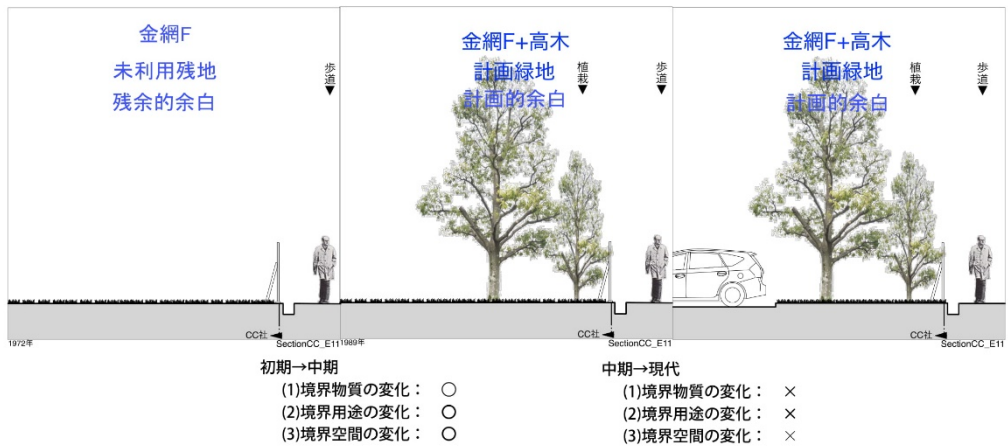 金網F
未利用残地
残余的余白
歩道
▼
CC社 ◀
1972年
SectionCC_E11
金網F+高木
計画緑地
計画的余白
植栽
▼
歩道
▼
CC社 ◀
1989年
SectionCC_E11
金網F+高木
計画緑地
計画的余白
植栽
▼
歩道
▼
CC社 ◀
SectionCC_E11
初期→中期
(1)境界物質の変化： ○
(2)境界用途の変化： ○
(3)境界空間の変化： ○
中期→現代
(1)境界物質の変化： ×
(2)境界用途の変化： ×
(3)境界空間の変化： ×